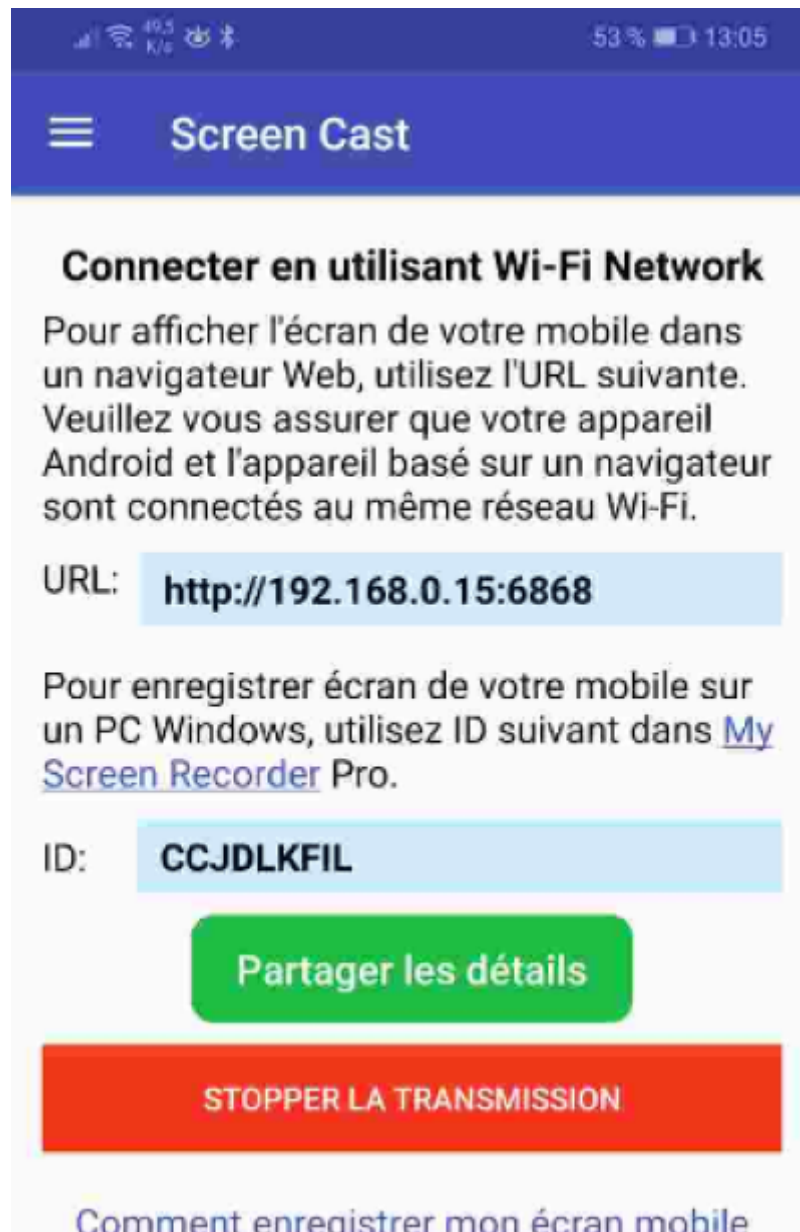 49,5 K/s 53 % 13:05
Screen Cast
Connecter en utilisant Wi-Fi Network
Pour afficher l'écran de votre mobile dans
un navigateur Web, utilisez l'URL suivante.
Veuillez vous assurer que votre appareil
Android et l'appareil basé sur un navigateur
sont connectés au même réseau Wi-Fi.
URL: http://192.168.0.15:6868
Pour enregistrer écran de votre mobile sur
un PC Windows, utilisez ID suivant dans My
Screen Recorder Pro.
ID: CCJDLKFIL
Partager les détails
STOPPER LA TRANSMISSION
Comment enregistrer mon écran mobile